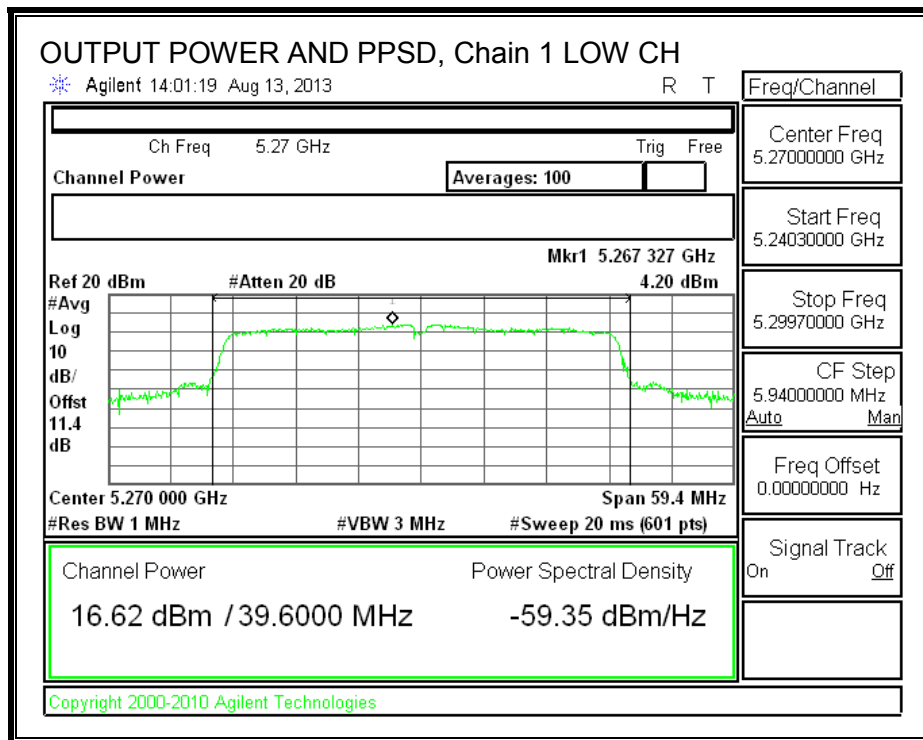 OUTPUT POWER AND PPSD, Chain 1 LOW CH
Agilent 14:01:19 Aug 13, 2013 R T
Freq/Channel
Ch Freq 5.27 GHz Trig Free
Channel Power Averages: 100
Mkr1 5.267 327 GHz
Ref 20 dBm #Atten 20 dB 4.20 dBm
#Avg
Log
10
dB/
Offst
11.4
dB
1
Center 5.270 000 GHz Span 59.4 MHz
#Res BW 1 MHz #VBW 3 MHz #Sweep 20 ms (601 pts)
Channel Power Power Spectral Density
16.62 dBm / 39.6000 MHz -59.35 dBm/Hz
Center Freq
5.27000000 GHz
Start Freq
5.24030000 GHz
Stop Freq
5.29970000 GHz
CF Step
5.94000000 MHz
Auto Man
Freq Offset
0.00000000 Hz
Signal Track
On Off
Copyright 2000-2010 Agilent Technologies